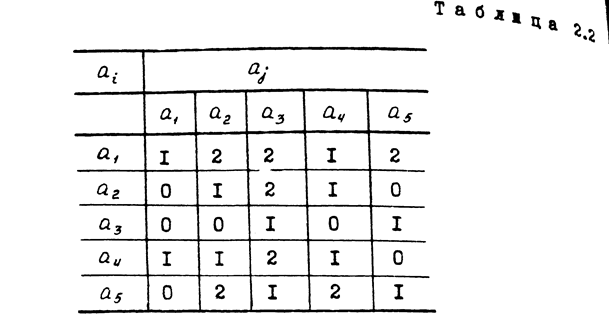 Таблица 2.2
a_i a_j
a_1 a_2 a_3 a_4 a_5
a_1 I 2 2 I 2
a_2 0 I 2 I 0
a_3 0 0 I 0 I
a_4 I I 2 I 0
a_5 0 2 I 2 I